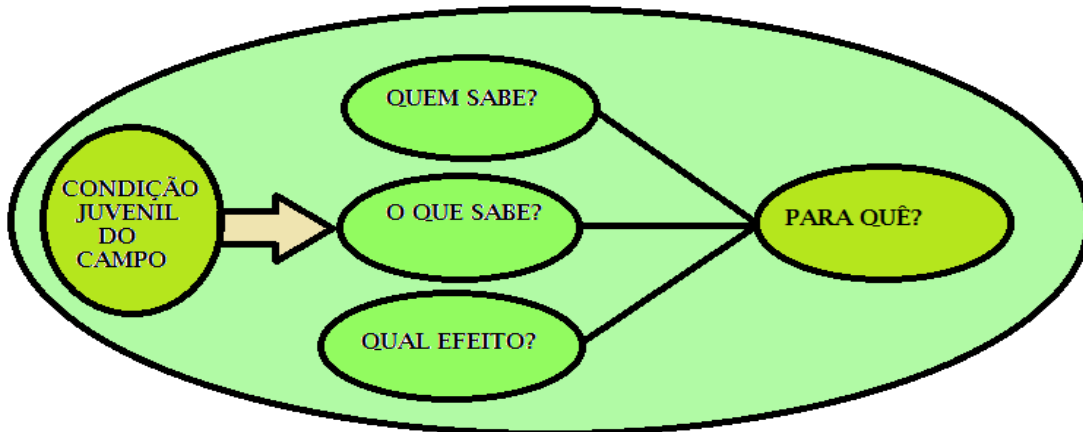 CONDIÇÃO
JUVENIL
DO
CAMPO
QUEM SABE?
O QUE SABE?
QUAL EFEITO?
PARA QUÊ?